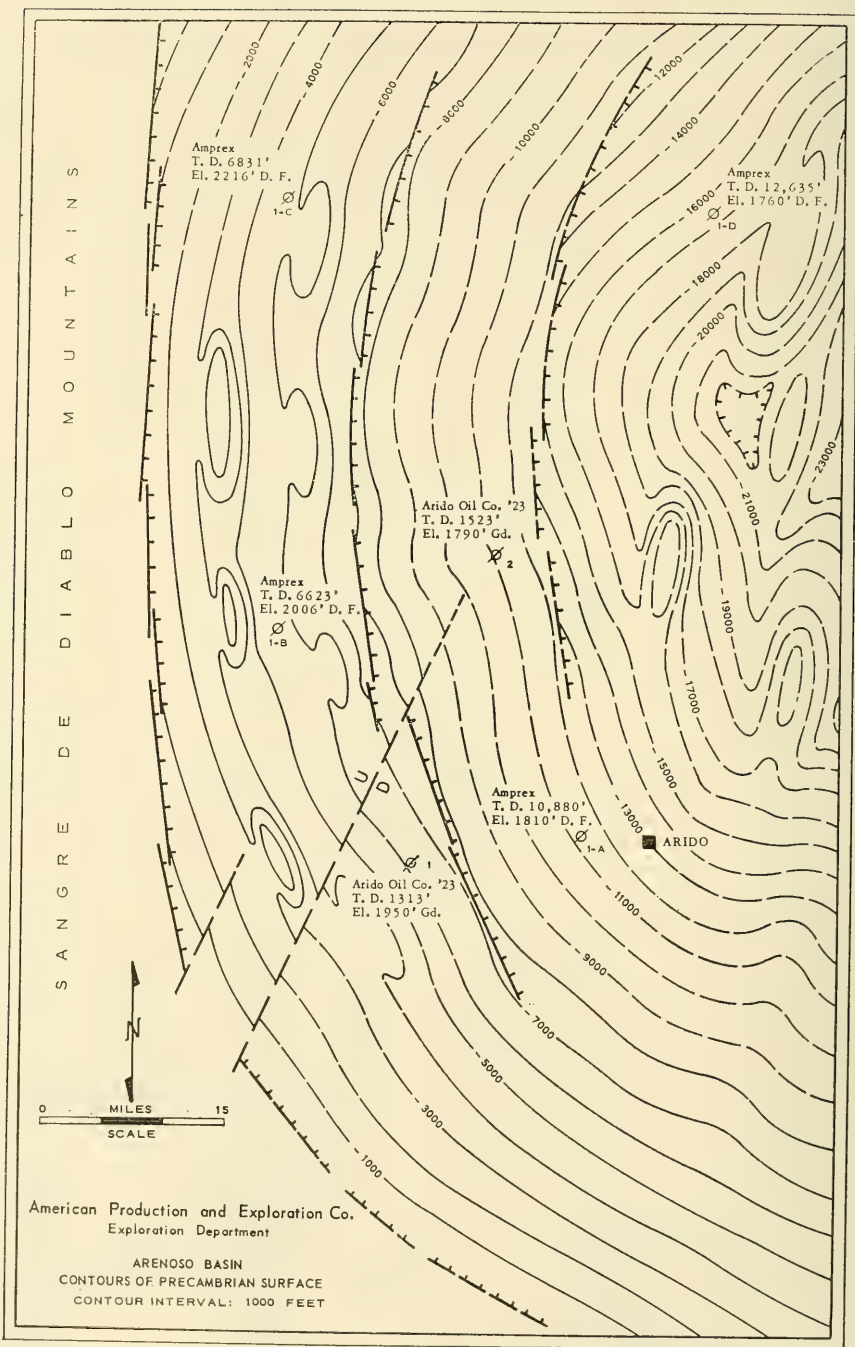 -2000
-4000
-6000
-8000
-10000
-12000
-14000
-16000
-18000
-20000
Amprex
T. D. 6831'
El. 2216' D. F.
1-C
Amprex
T. D. 12,635'
El. 1760' D. F.
1-D
SANGRE DE DIABLO MOUNTAINS
-23000
-21000
Arido Oil Co. '23
T. D. 1523'
El. 1790' Gd.
2
Amprex
T. D. 6623'
El. 2006' D. F.
1-B
-19000
-17000
U
D
-15000
-13000
Amprex
T. D. 10,880'
El. 1810' D. F.
1-A
ARIDO
1
Arido Oil Co. '23
T. D. 1313'
El. 1950' Gd.
-11000
-9000
-7000
-5000
-3000
-1000
N
0 MILES 15
SCALE
American Production and Exploration Co.
Exploration Department
ARENOSO BASIN
CONTOURS OF PRECAMBRIAN SURFACE
CONTOUR INTERVAL: 1000 FEET